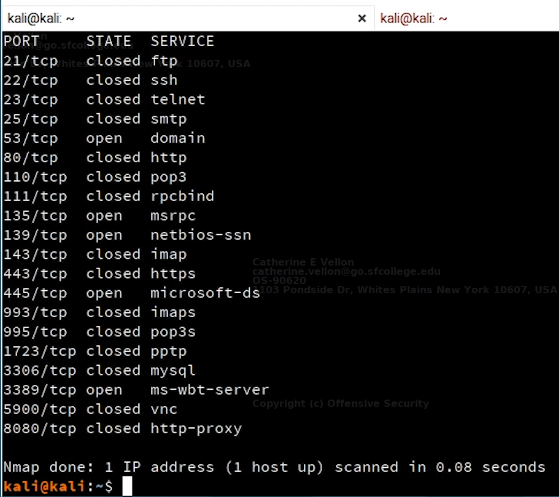 kali@kali: ~ × kali@kali: ~
PORT STATE SERVICE
21/tcp closed ftp
22/tcp closed ssh
23/tcp closed telnet
25/tcp closed smtp
53/tcp open domain
80/tcp closed http
110/tcp closed pop3
111/tcp closed rpcbind
135/tcp open msrpc
139/tcp open netbios-ssn
143/tcp closed imap
Catherine E Vellon
443/tcp closed https
catherine.vellon@go.sfcollege.edu
OS-90620
445/tcp open microsoft-ds
1103 Pondside Dr, Whites Plains New York 10607, USA
993/tcp closed imaps
995/tcp closed pop3s
1723/tcp closed pptp
3306/tcp closed mysql
3389/tcp open ms-wbt-server
Copyright (c) Offensive Security
5900/tcp closed vnc
8080/tcp closed http-proxy
Nmap done: 1 IP address (1 host up) scanned in 0.08 seconds
kali@kali:~$